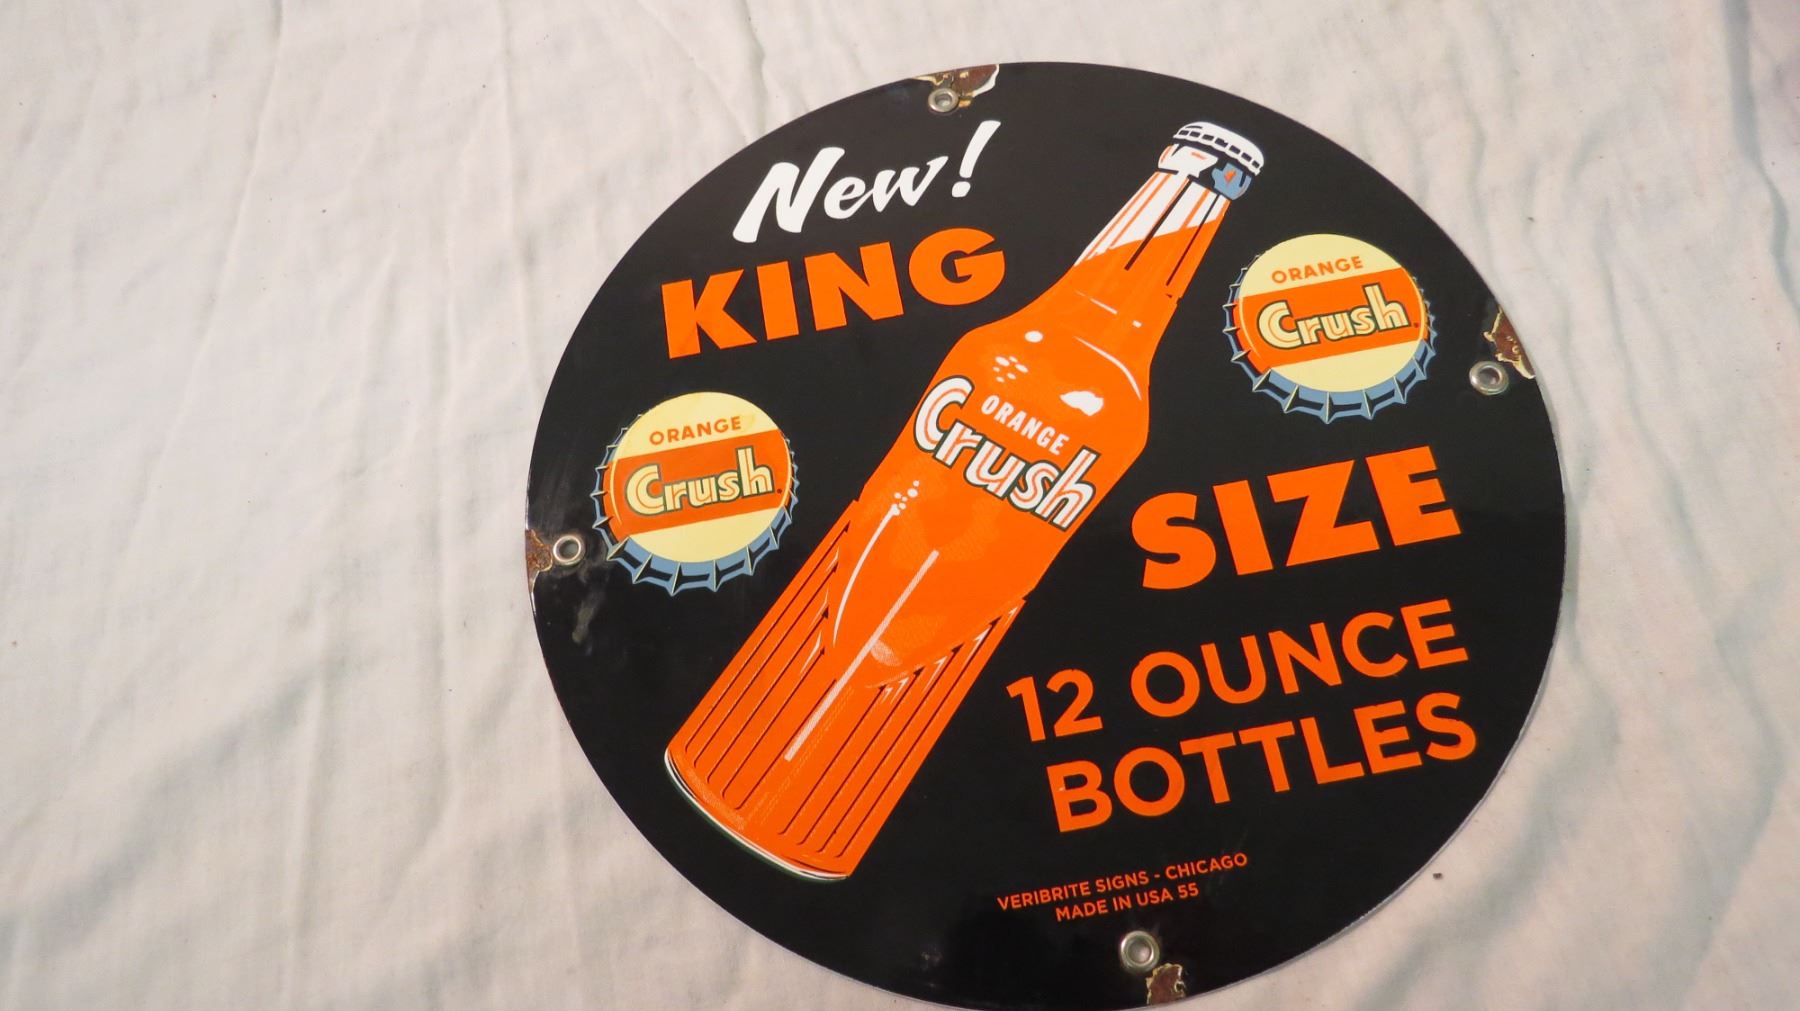 New!
KING
ORANGE
Crush
ORANGE
Crush
ORANGE
Crush
SIZE
12 OUNCE
BOTTLES
VERIBRITE SIGNS - CHICAGO
MADE IN USA 55